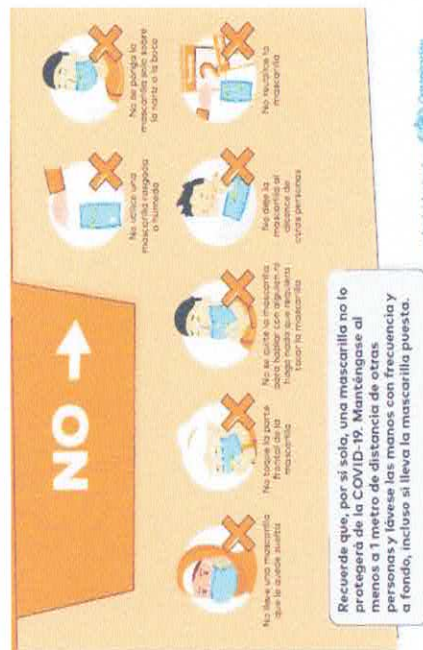 NO →
No utilice una
mascarilla rasgada
o húmeda
No se ponga la
mascarilla solo sobre
la nariz o la boca
No lleve una mascarilla
que le quede suelta
No toque la parte
frontal de la
mascarilla
No se quite la mascarilla
para hablar con alguien ni
haga nada que requiera
tocar la mascarilla
No deje la
mascarilla al
alcance de
otras personas
No reutilice la
mascarilla
Recuerde que, por sí sola, una mascarilla no lo
protegerá de la COVID-19. Manténgase al
menos a 1 metro de distancia de otras
personas y lávese las manos con frecuencia y
a fondo, incluso si lleva la mascarilla puesta.